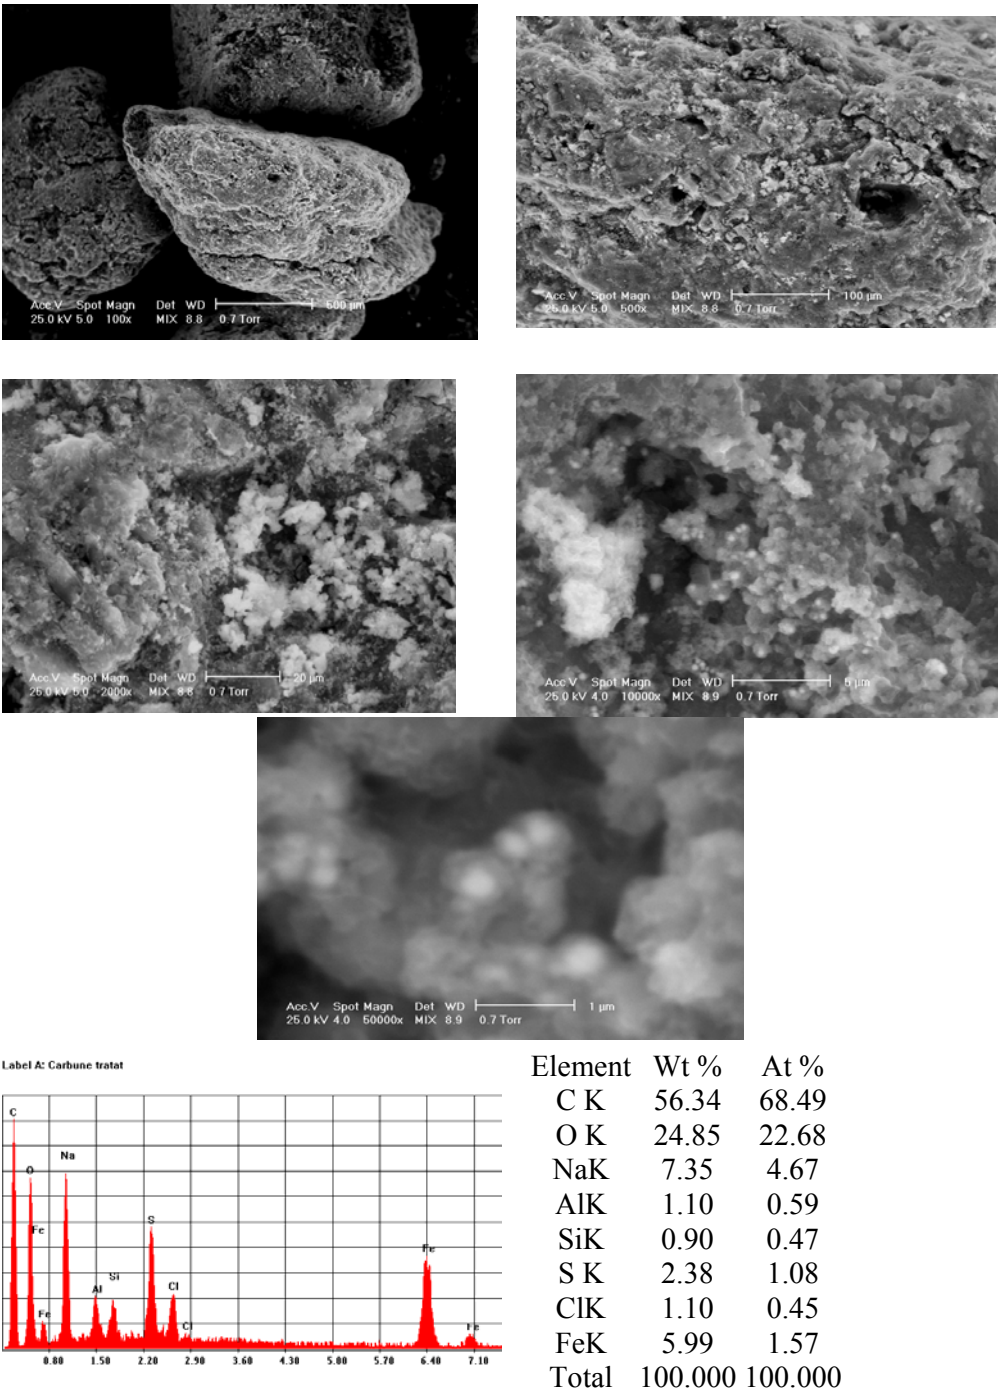 Acc.V Spot Magn Det WD 500 µm
25.0 kV 5.0 100x MIX 8.8 0.7 Torr
Acc.V Spot Magn Det WD 100 µm
25.0 kV 5.0 500x MIX 8.8 0.7 Torr
Acc.V Spot Magn Det WD 20 µm
25.0 kV 5.0 2000x MIX 8.8 0.7 Torr
Acc.V Spot Magn Det WD 5 µm
25.0 kV 4.0 10000x MIX 8.9 0.7 Torr
Acc.V Spot Magn Det WD 1 µm
25.0 kV 4.0 50000x MIX 8.9 0.7 Torr
Label A: Carbune tratat
C
O
Fe
Fe
Na
Al
Si
S
Cl
Cl
Fe
Fe
0.80 1.50 2.20 2.90 3.60 4.30 5.00 5.70 6.40 7.10
Element Wt % At %
C K 56.34 68.49
O K 24.85 22.68
NaK 7.35 4.67
AlK 1.10 0.59
SiK 0.90 0.47
S K 2.38 1.08
ClK 1.10 0.45
FeK 5.99 1.57
Total 100.000 100.000